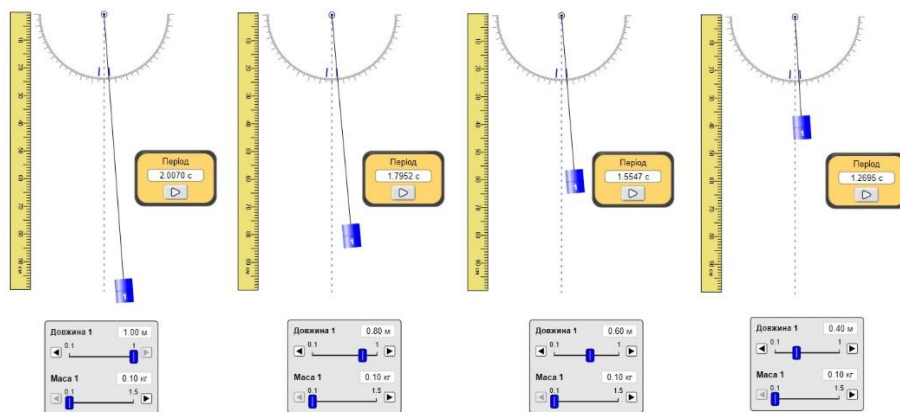 Період
2.0070 с
Період
1.7952 с
Період
1.5547 с
Період
1.2695 с
Довжина 1 1.00 м
0.1 1
Маса 1 0.10 кг
0.1 1.5
Довжина 1 0.80 м
0.1 1
Маса 1 0.10 кг
0.1 1.5
Довжина 1 0.60 м
0.1 1
Маса 1 0.10 кг
0.1 1.5
Довжина 1 0.40 м
0.1 1
Маса 1 0.10 кг
0.1 1.5